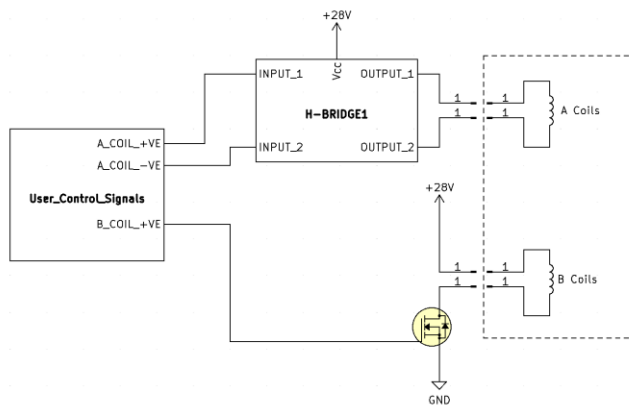 +28V
INPUT_1
Vcc
OUTPUT_1
1
1
H-BRIDGE1
1
1
A Coils
A_COIL_+VE
INPUT_2
OUTPUT_2
A_COIL_-VE
User_Control_Signals
+28V
B_COIL_+VE
1
1
1
1
B Coils
GND